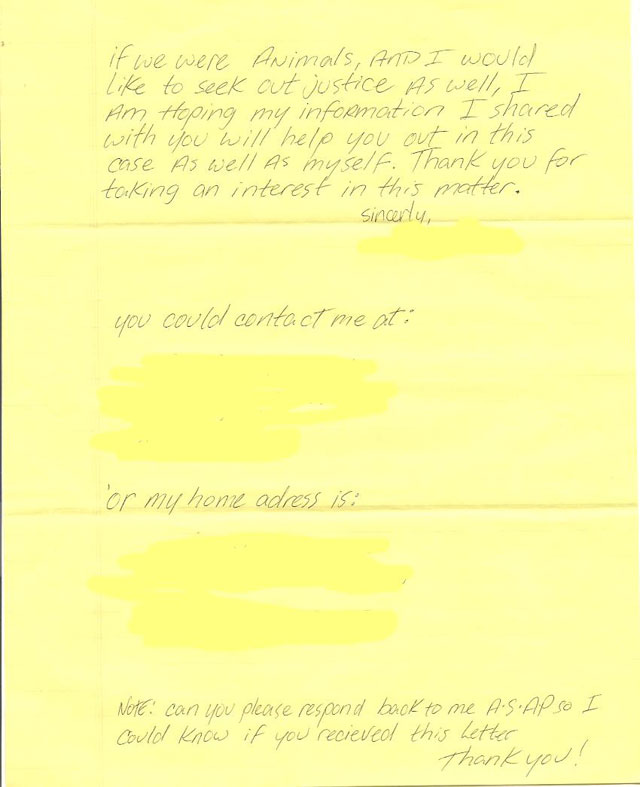 if we were Animals, AND I would
like to seek out justice As well, I
Am Hoping my information I shared
with you will help you out in this
case As well As myself. Thank you for
taking an interest in this matter.
sincerly,
you could contact me at:
or my home adress is:
NOTE: can you please respond back to me A.S.AP so I
could know if you recieved this Letter
Thank you!